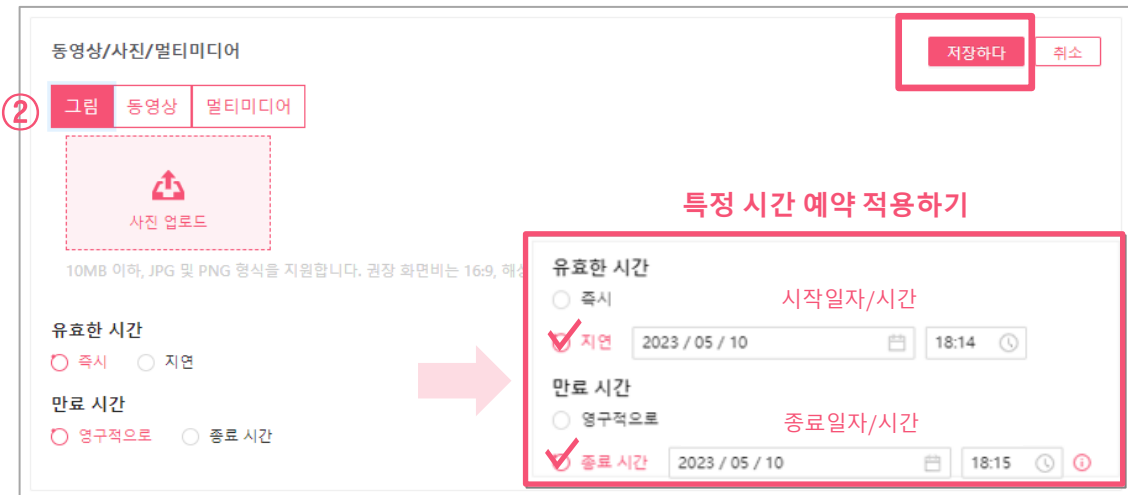 동영상/사진/멀티미디어
저장하다 취소
②
그림 동영상 멀티미디어
사진 업로드
10MB 이하, JPG 및 PNG 형식을 지원합니다. 권장 화면비는 16:9,
유효한 시간
즉시 지연
만료 시간
영구적으로 종료 시간
특정 시간 예약 적용하기
유효한 시간
즉시 시작일자/시간
지연 2023 / 05 / 10 18:14
만료 시간
영구적으로 종료일자/시간
종료 시간 2023 / 05 / 10 18:15